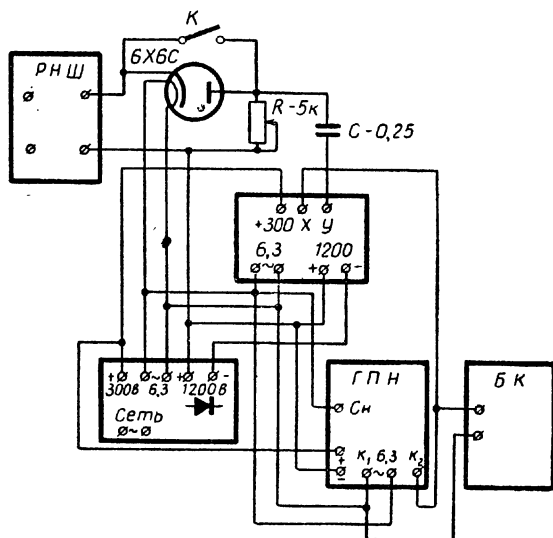 К
6Х6С
РНШ
R-5к
С-0,25
+300 Х У
6,3 1200
~ + -
+ ~ + -
300в 6,3 1200в
Сеть
~
ГПН
Сн
+
-
К₁ 6,3 К₂
~
БК